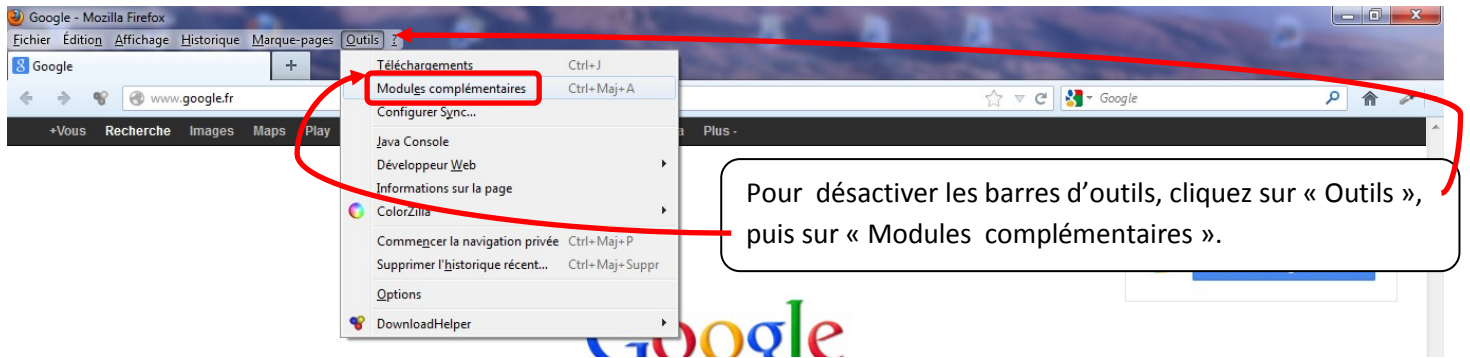 Google - Mozilla Firefox
Fichier Édition Affichage Historique Marque-pages Outils ?
Google +
www.google.fr
Google
+Vous Recherche Images Maps Play
a Plus -
Téléchargements Ctrl+J
Modules complémentaires Ctrl+Maj+A
Configurer Sync...
Java Console
Développeur Web
Informations sur la page
ColorZilla
Commencer la navigation privée Ctrl+Maj+P
Supprimer l'historique récent... Ctrl+Maj+Suppr
Options
DownloadHelper
Pour désactiver les barres d’outils, cliquez sur « Outils »,
puis sur « Modules complémentaires ».
Google